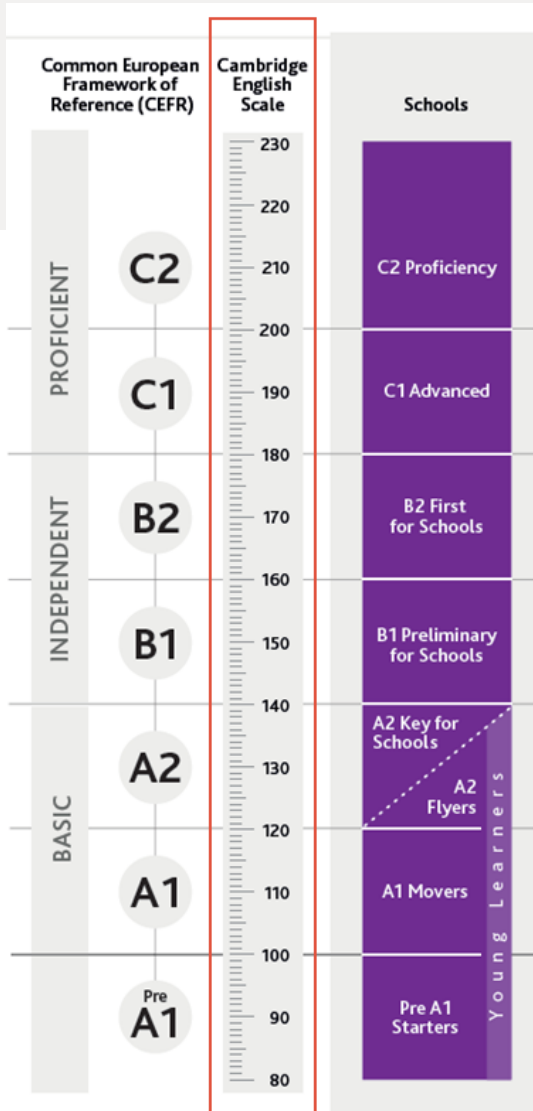 Common European
Framework of
Reference (CEFR)
Cambridge
English
Scale
Schools
PROFICIENT
INDEPENDENT
BASIC
C2
C1
B2
B1
A2
A1
Pre
A1
230
220
210
200
190
180
170
160
150
140
130
120
110
100
90
80
C2 Proficiency
C1 Advanced
B2 First
for Schools
B1 Preliminary
for Schools
A2 Key for
Schools
A2
Flyers
A1 Movers
Pre A1
Starters
Young Learners